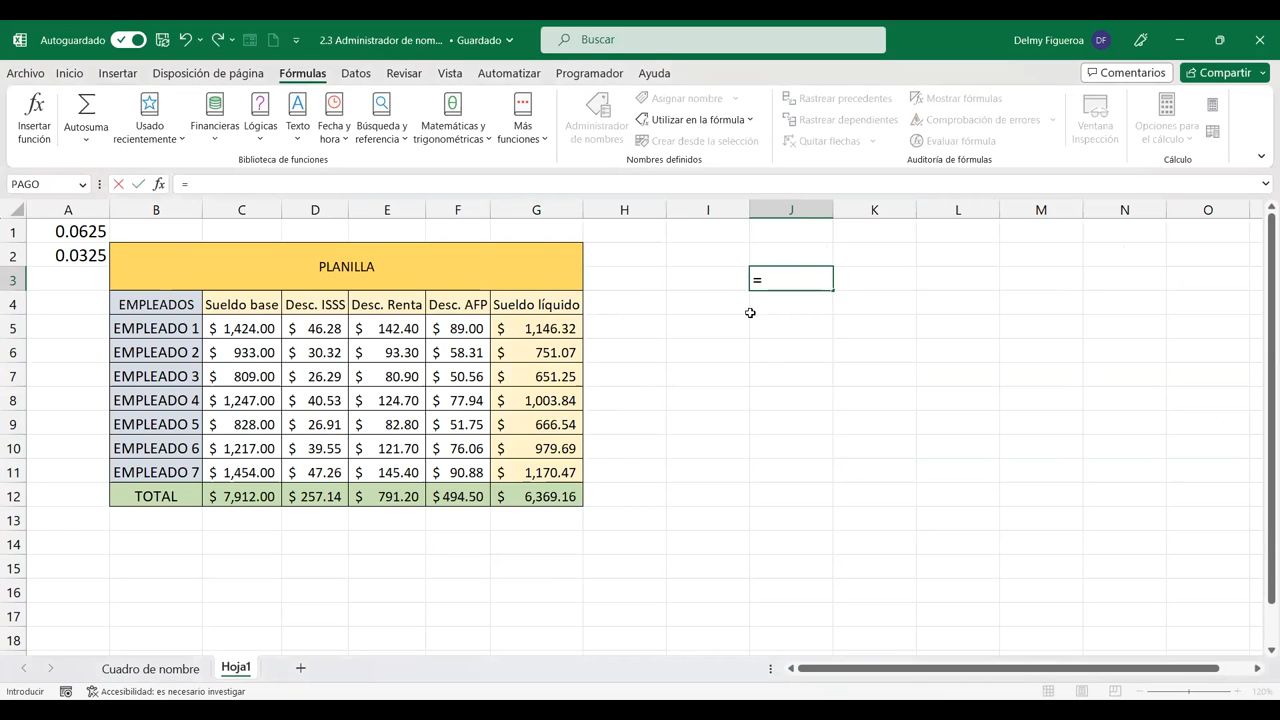 Autoguardado 2.3 Administrador de nom... • Guardado Buscar Delmy Figueroa DF
Archivo Inicio Insertar Disposición de página Fórmulas Datos Revisar Vista Automatizar Programador Ayuda Comentarios Compartir
Insertar función
Autosuma
Usado recientemente
Financieras
Lógicas
Texto
Fecha y hora
Búsqueda y referencia
Matemáticas y trigonométricas
Más funciones
Biblioteca de funciones
Administrador de nombres
Asignar nombre
Utilizar en la fórmula
Crear desde la selección
Nombres definidos
Rastrear precedentes
Rastrear dependientes
Quitar flechas
Mostrar fórmulas
Comprobación de errores
Evaluar fórmula
Auditoría de fórmulas
Ventana Inspección
Opciones para el cálculo
Cálculo
PAGO fx =
A B C D E F G H I J K L M N O
1 0.0625
2 0.0325
PLANILLA
3 =
4 EMPLEADOS Sueldo base Desc. ISSS Desc. Renta Desc. AFP Sueldo líquido
5 EMPLEADO 1 $ 1,424.00 $ 46.28 $ 142.40 $ 89.00 $ 1,146.32
6 EMPLEADO 2 $ 933.00 $ 30.32 $ 93.30 $ 58.31 $ 751.07
7 EMPLEADO 3 $ 809.00 $ 26.29 $ 80.90 $ 50.56 $ 651.25
8 EMPLEADO 4 $ 1,247.00 $ 40.53 $ 124.70 $ 77.94 $ 1,003.84
9 EMPLEADO 5 $ 828.00 $ 26.91 $ 82.80 $ 51.75 $ 666.54
10 EMPLEADO 6 $ 1,217.00 $ 39.55 $ 121.70 $ 76.06 $ 979.69
11 EMPLEADO 7 $ 1,454.00 $ 47.26 $ 145.40 $ 90.88 $ 1,170.47
12 TOTAL $ 7,912.00 $ 257.14 $ 791.20 $ 494.50 $ 6,369.16
13
14
15
16
17
18
Cuadro de nombre Hoja1
Introducir Accesibilidad: es necesario investigar 120%